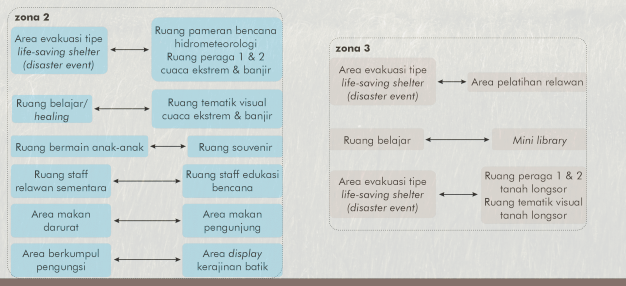 zona 2
Area evakuasi tipe
life-saving shelter
(disaster event)
Ruang pameran bencana
hidrometeorologi
Ruang peraga 1 & 2
cuaca ekstrem & banjir
Ruang belajar/
healing
Ruang tematik visual
cuaca ekstrem & banjir
Ruang bermain anak-anak
Ruang souvenir
Ruang staff
relawan sementara
Ruang staff edukasi
bencana
Area makan
darurat
Area makan
pengunjung
Area berkumpul
pengungsi
Area display
kerajinan batik
zona 3
Area evakuasi tipe
life-saving shelter
(disaster event)
Area pelatihan relawan
Ruang belajar
Mini library
Area evakuasi tipe
life-saving shelter
(disaster event)
Ruang peraga 1 & 2
tanah longsor
Ruang tematik visual
tanah longsor